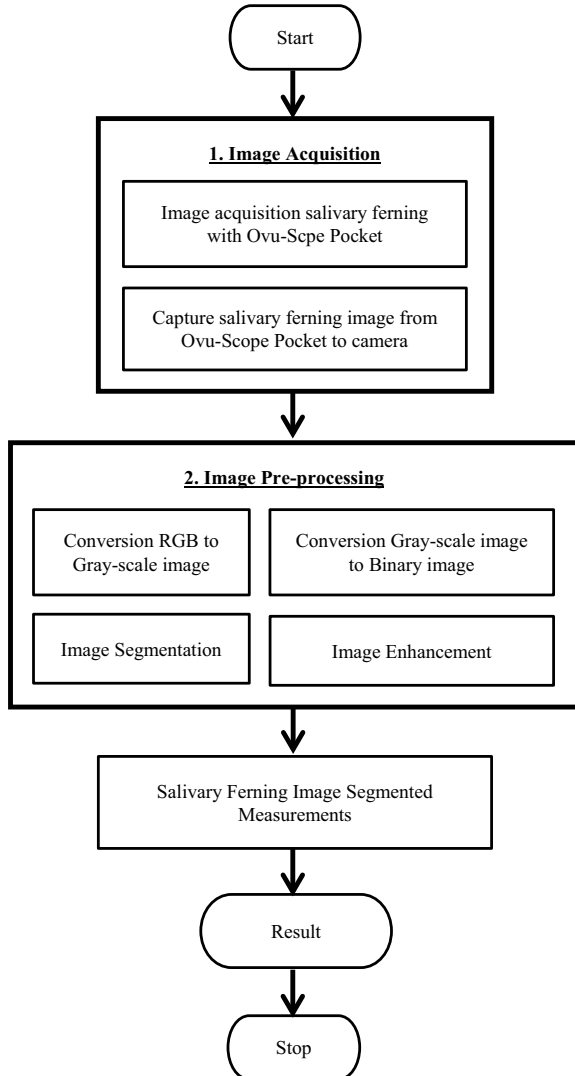 Start
1. Image Acquisition
Image acquisition salivary ferning
with Ovu-Scpe Pocket
Capture salivary ferning image from
Ovu-Scope Pocket to camera
2. Image Pre-processing
Conversion RGB to
Gray-scale image
Conversion Gray-scale image
to Binary image
Image Segmentation
Image Enhancement
Salivary Ferning Image Segmented
Measurements
Result
Stop